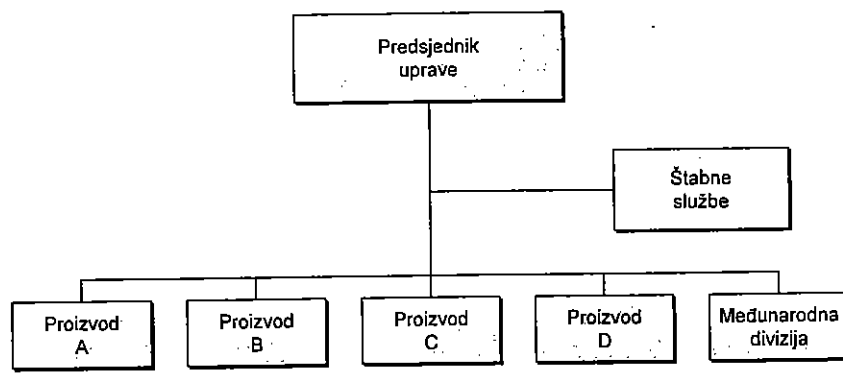 Predsjednik
uprave
Štabne
službe
Proizvod
A
Proizvod
B
Proizvod
C
Proizvod
D
Međunarodna
divizija